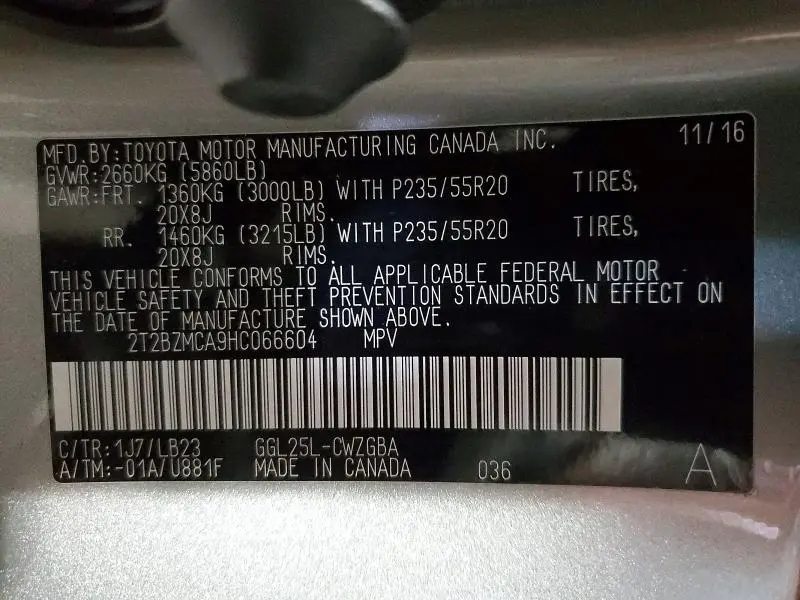 MFD.BY:TOYOTA MOTOR MANUFACTURING CANADA INC. 11/16
GVWR:2660KG (5860LB)
GAWR:FRT. 1360KG (3000LB) WITH P235/55R20 TIRES,
20X8J RIMS.
RR. 1460KG (3215LB) WITH P235/55R20 TIRES,
20X8J RIMS.
THIS VEHICLE CONFORMS TO ALL APPLICABLE FEDERAL MOTOR
VEHICLE SAFETY AND THEFT PREVENTION STANDARDS IN EFFECT ON
THE DATE OF MANUFACTURE SHOWN ABOVE.
2T2BZMCA9HC066604 MPV
C/TR:1J7/LB23 GGL25L-CWZGBA
A/TM:-01A/U881F MADE IN CANADA 036 A